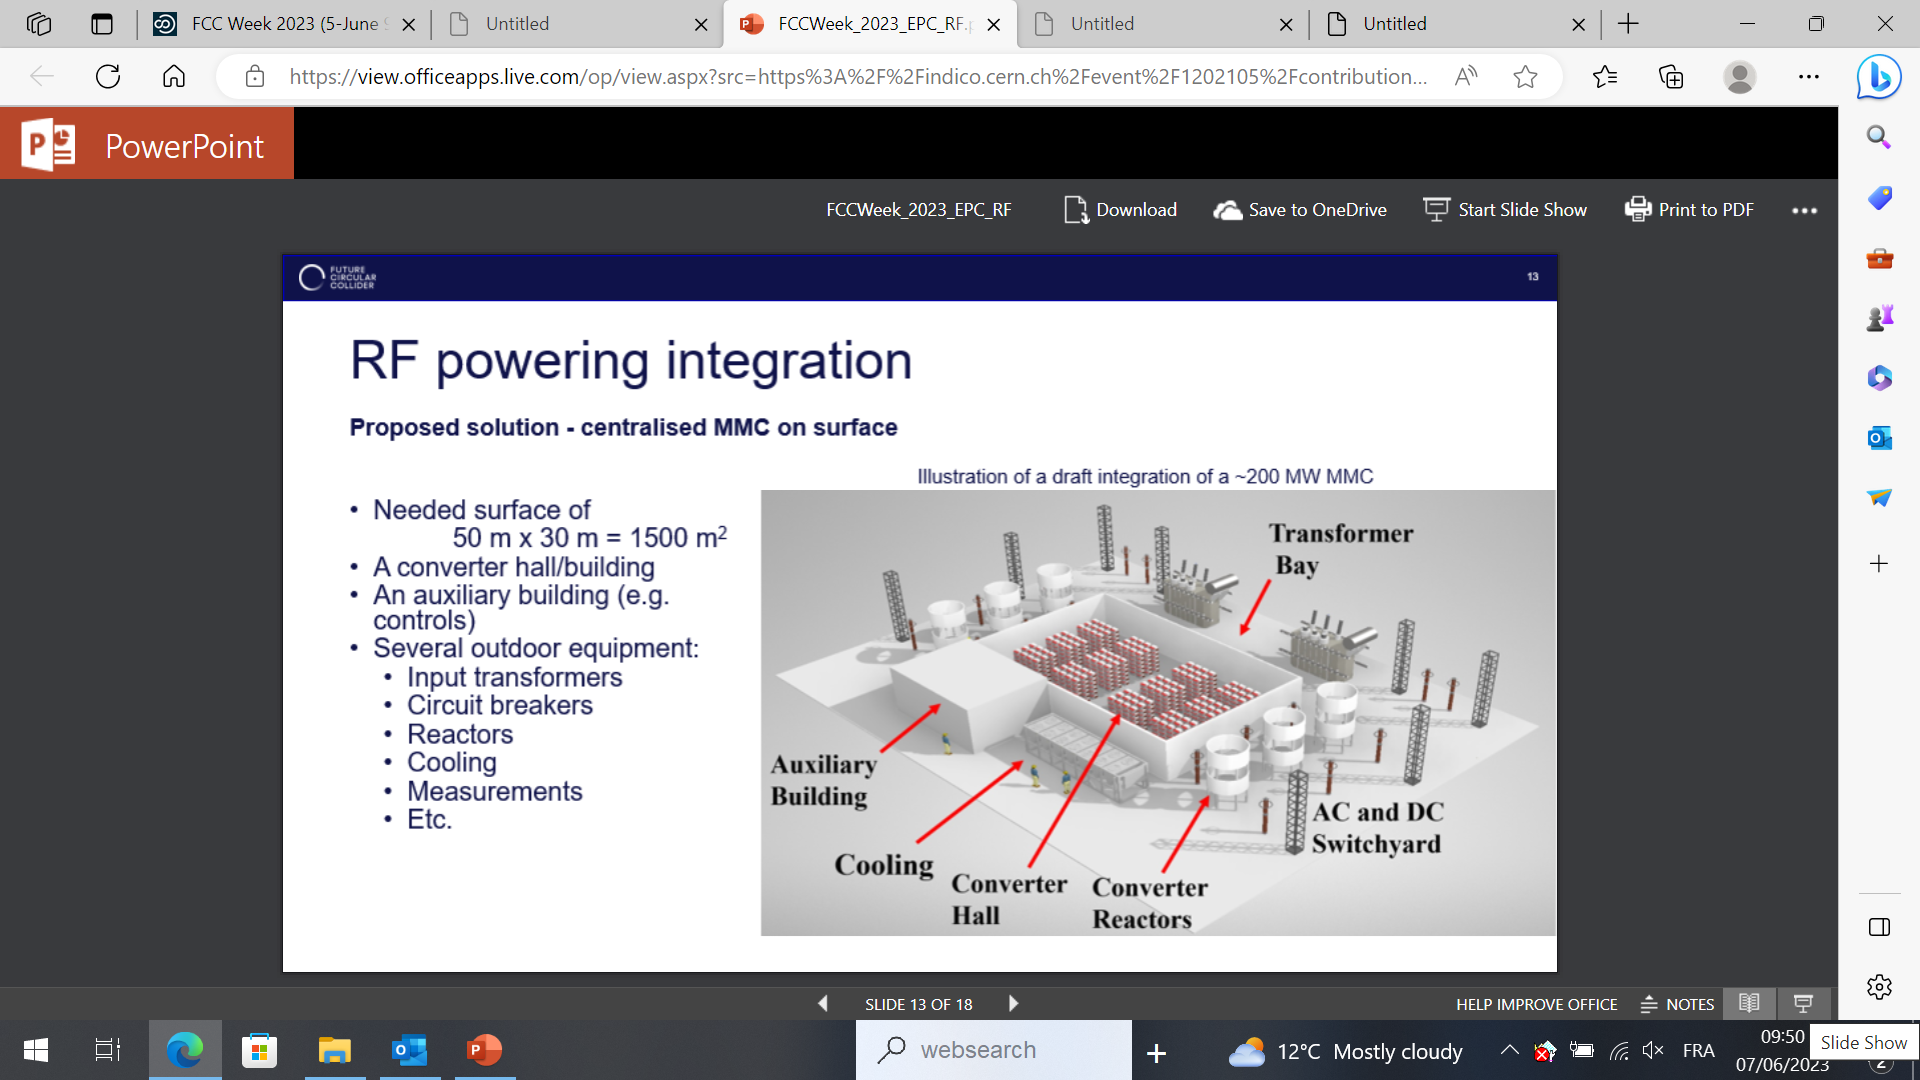 FCC Week 2023 (5-June
Untitled
FCCWeek_2023_EPC_RF.
Untitled
Untitled
https://view.officeapps.live.com/op/view.aspx?src=https%3A%2F%2Findico.cern.ch%2Fevent%2F1202105%2Fcontribution...
PowerPoint
FCCWeek_2023_EPC_RF
Download
Save to OneDrive
Start Slide Show
Print to PDF
FUTURE
CIRCULAR
COLLIDER
13
RF powering integration
Proposed solution - centralised MMC on surface
Illustration of a draft integration of a ~200 MW MMC
• Needed surface of
50 m x 30 m = 1500 m²
• A converter hall/building
• An auxiliary building (e.g.
controls)
• Several outdoor equipment:
• Input transformers
• Circuit breakers
• Reactors
• Cooling
• Measurements
• Etc.
Transformer
Bay
Auxiliary
Building
Cooling
Converter
Hall
Converter
Reactors
AC and DC
Switchyard
SLIDE 13 OF 18
HELP IMPROVE OFFICE
NOTES
websearch
12°C Mostly cloudy
FRA
09:50
07/06/2023
Slide Show
2